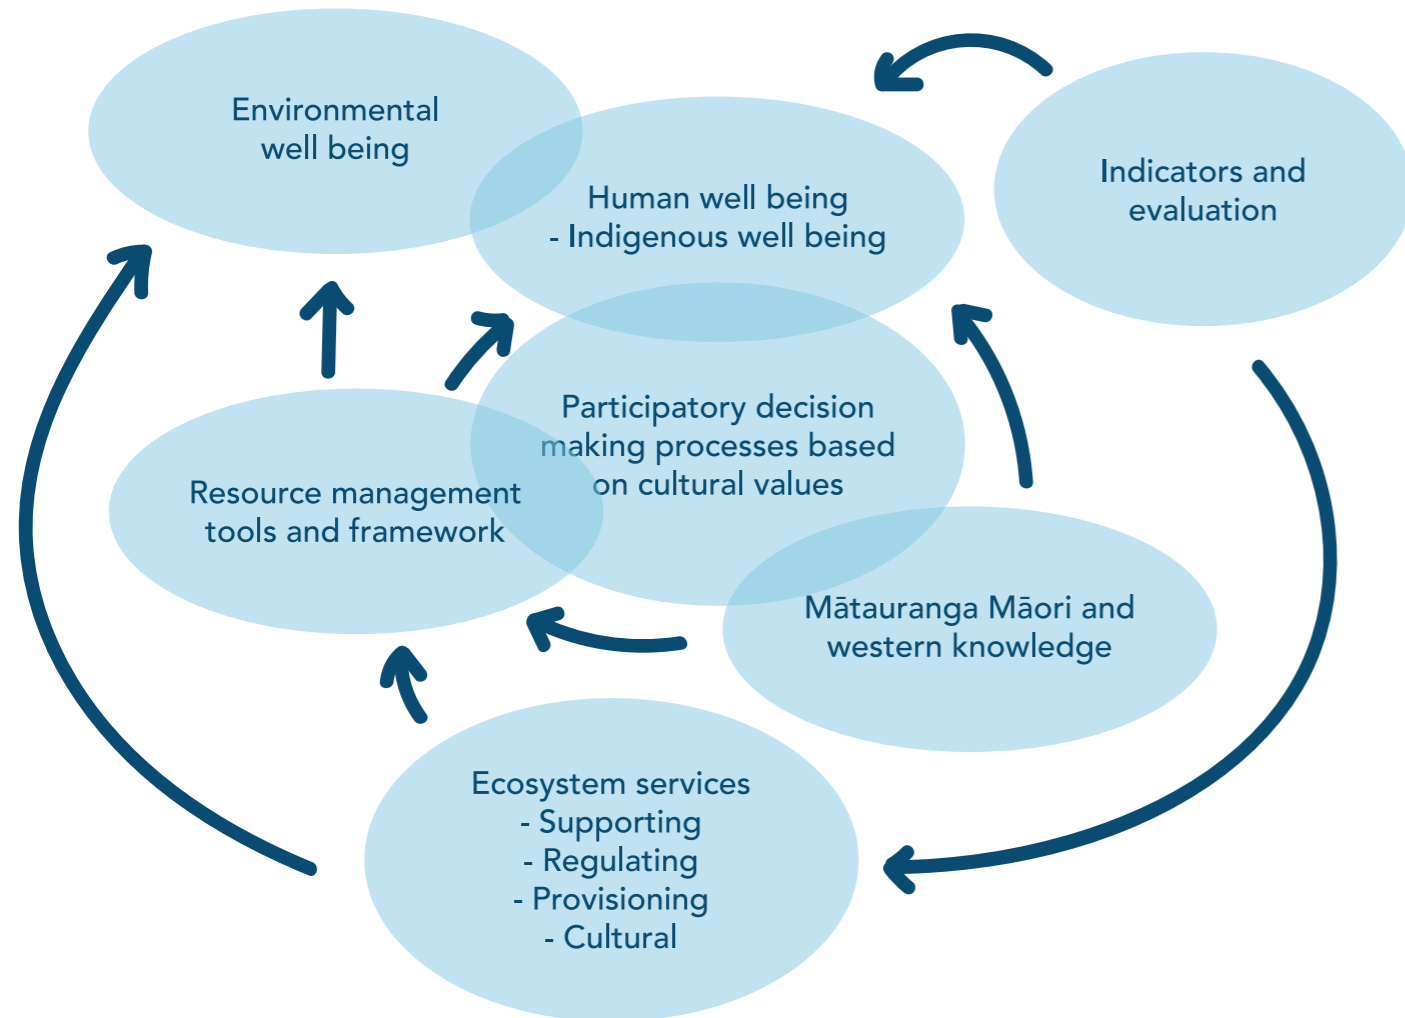 Environmental
well being
Human well being
- Indigenous well being
Indicators and
evaluation
Participatory decision
making processes based
on cultural values
Resource management
tools and framework
Mātauranga Māori and
western knowledge
Ecosystem services
- Supporting
- Regulating
- Provisioning
- Cultural